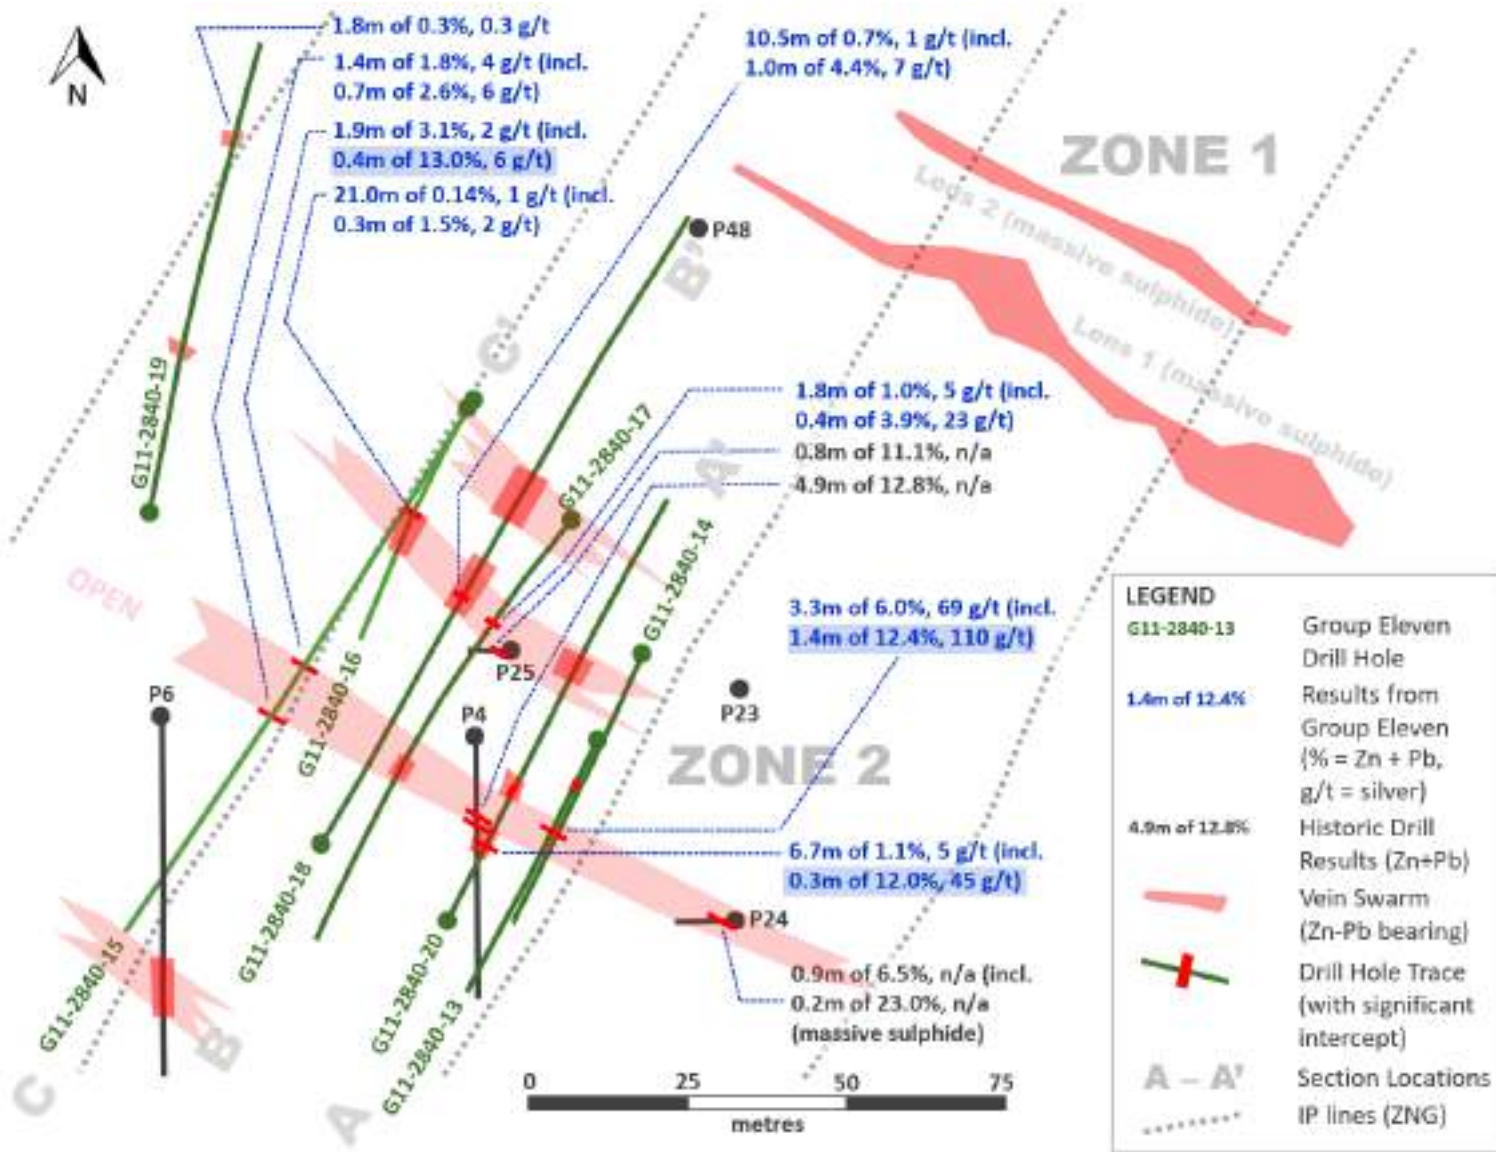 1.8m of 0.3%, 0.3 g/t
1.4m of 1.8%, 4 g/t (incl.
0.7m of 2.6%, 6 g/t)
1.9m of 3.1%, 2 g/t (incl.
0.4m of 13.0%, 6 g/t)
21.0m of 0.14%, 1 g/t (incl.
0.3m of 1.5%, 2 g/t)
10.5m of 0.7%, 1 g/t (incl.
1.0m of 4.4%, 7 g/t)
N
ZONE 1
Lens 2 (massive sulphide)
Lens 1 (massive sulphide)
P48
B'
C'
A'
G11-2840-19
G11-2840-17
1.8m of 1.0%, 5 g/t (incl.
0.4m of 3.9%, 23 g/t)
0.8m of 11.1%, n/a
4.9m of 12.8%, n/a
G11-2840-14
OPEN
3.3m of 6.0%, 69 g/t (incl.
1.4m of 12.4%, 110 g/t)
P25
P6
P4
P23
G11-2840-16
ZONE 2
6.7m of 1.1%, 5 g/t (incl.
0.3m of 12.0%, 45 g/t)
P24
G11-2840-18
G11-2840-15
G11-2840-20
G11-2840-13
0.9m of 6.5%, n/a (incl.
0.2m of 23.0%, n/a
(massive sulphide)
C
B
A
0 25 50 75
metres
LEGEND
G11-2840-13 Group Eleven
Drill Hole
1.4m of 12.4% Results from
Group Eleven
(% = Zn + Pb,
g/t = silver)
4.9m of 12.8% Historic Drill
Results (Zn+Pb)
Vein Swarm
(Zn-Pb bearing)
Drill Hole Trace
(with significant
intercept)
A – A' Section Locations
IP lines (ZNG)